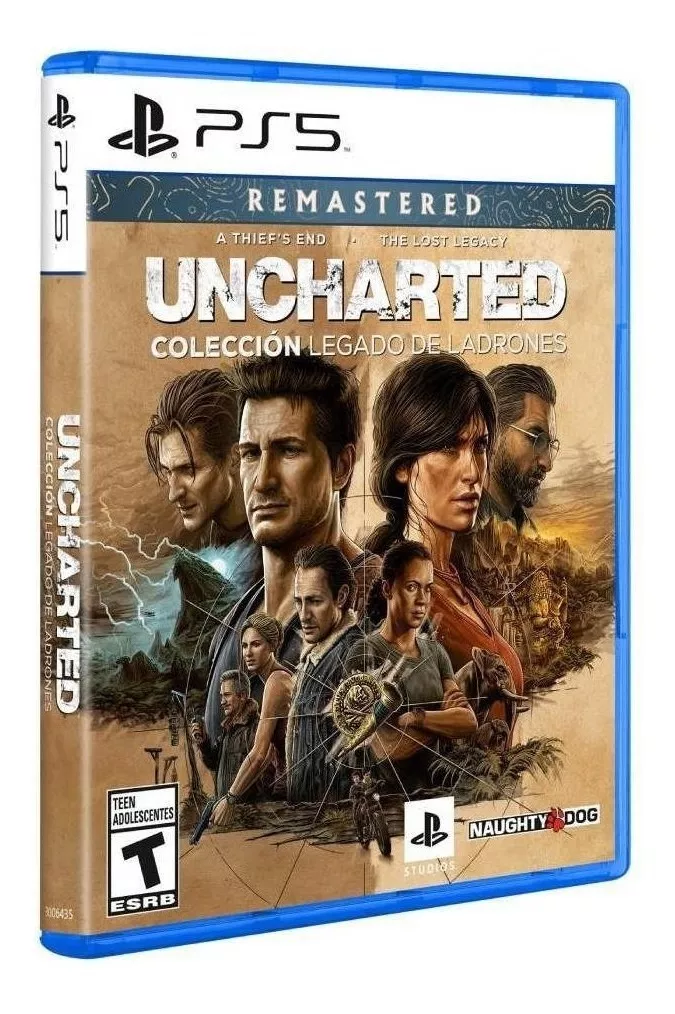 PS5
REMASTERED
A THIEF'S END · THE LOST LEGACY
UNCHARTED
COLECCIÓN LEGADO DE LADRONES
PS5
UNCHARTED
COLECCIÓN LEGADO DE LADRONES
TEEN
ADOLESCENTES
T
ESRB
STUDIOS
NAUGHTY DOG
3006435